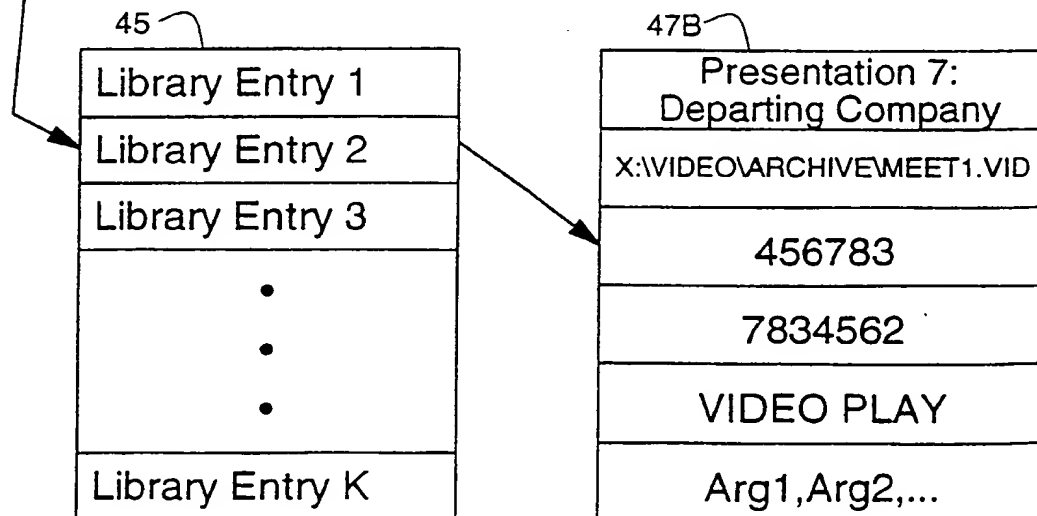 45
Library Entry 1
Library Entry 2
Library Entry 3
Library Entry K
47B
Presentation 7:
Departing Company
X:\VIDEO\ARCHIVE\MEET1.VID
456783
7834562
VIDEO PLAY
Arg1,Arg2,...